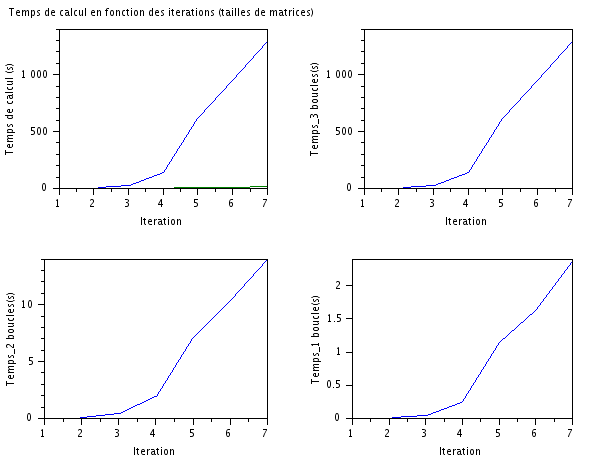 Temps de calcul en fonction des iterations (tailles de matrices)
Temps de calcul (s)
1 000
500
0
1 2 3 4 5 6 7
Iteration
Temps_3 boucles(s)
1 000
500
0
1 2 3 4 5 6 7
Iteration
Temps_2 boucles(s)
10
5
0
1 2 3 4 5 6 7
Iteration
Temps_1 boucle(s)
2
1.5
1
0.5
0
1 2 3 4 5 6 7
Iteration